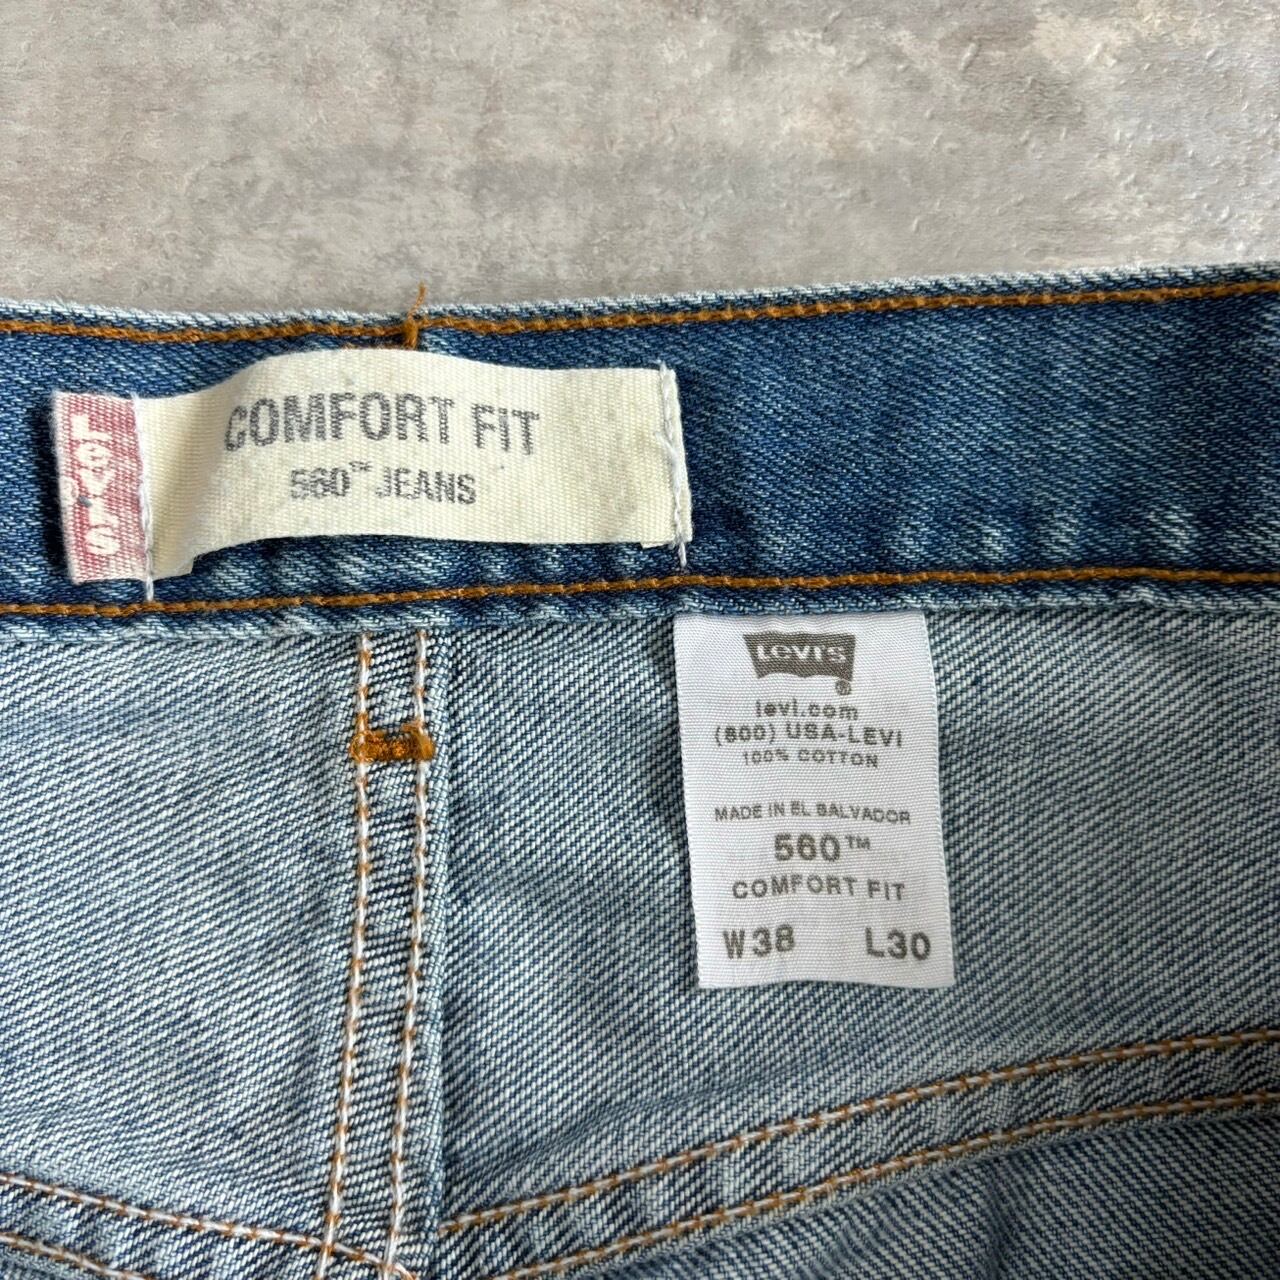 Levi's
COMFORT FIT
560™ JEANS
Levi's
®
levi.com
(800) USA-LEVI
100% COTTON
MADE IN EL SALVADOR
560™
COMFORT FIT
W38 L30